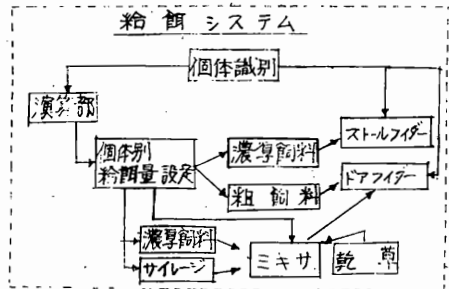 給餌システム
個体識別
演算部
ストールフィダー
個体別
給餌量設定
濃厚飼料
ドアフィダー
粗飼料
濃厚飼料
サイレージ
ミキサ
乾草